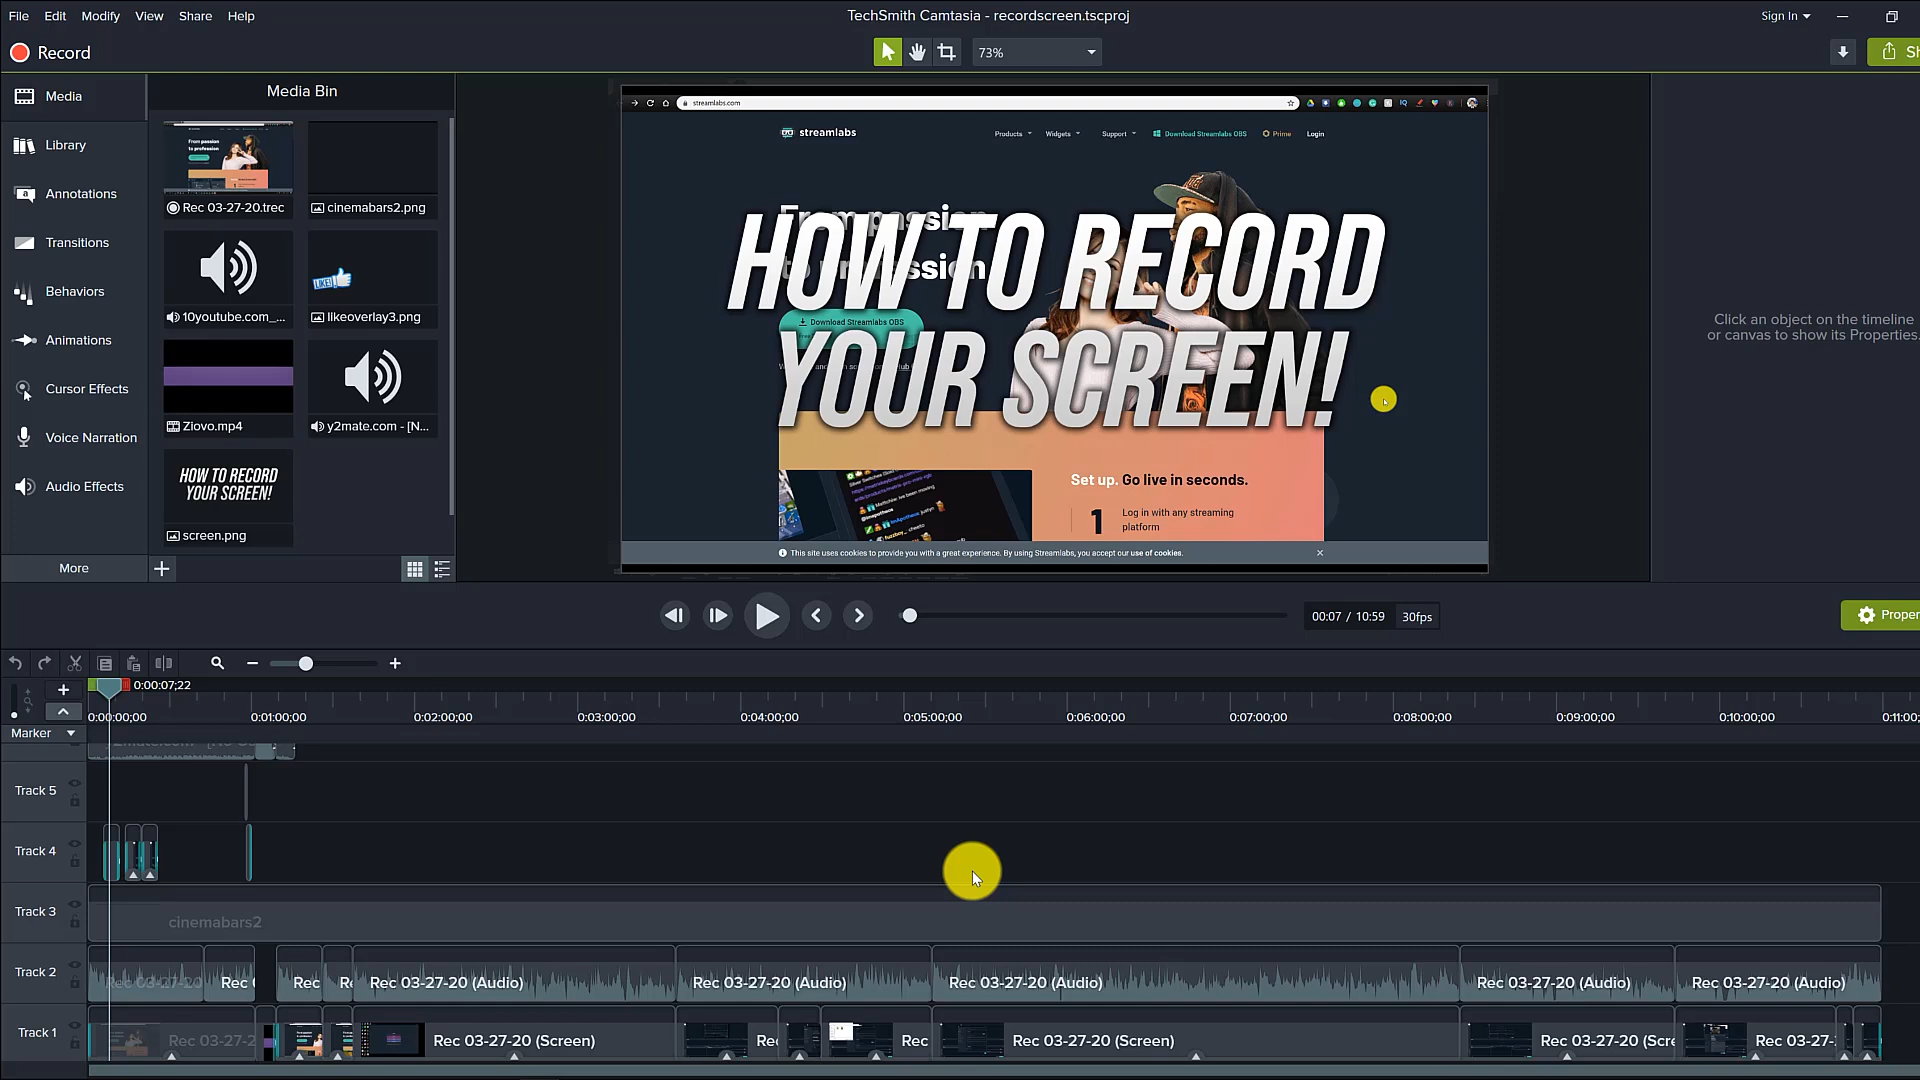 File Edit Modify View Share Help
TechSmith Camtasia - recordscreen.tscproj
Sign In
Record
73%
Media
Library
Annotations
Transitions
Behaviors
Animations
Cursor Effects
Voice Narration
Audio Effects
More
Media Bin
Rec 03-27-20.trec
cinemabars2.png
10youtube.com_...
likeoverlay3.png
Ziovo.mp4
y2mate.com - [N...
HOW TO RECORD
YOUR SCREEN!
screen.png
streamlabs.com
streamlabs
Products Widgets Support Download Streamlabs OBS Prime Login
From passion
HOW TO RECORD
Download Streamlabs OBS
YOUR SCREEN!
Set up. Go live in seconds.
1 Log in with any streaming
platform
This site uses cookies to provide you with a great experience. By using Streamlabs, you accept our use of cookies.
Click an object on the timeline
or canvas to show its Properties.
00:07 / 10:59 30fps
Proper
0:00:07;22
0:00:00;00 0:01:00;00 0:02:00;00 0:03:00;00 0:04:00;00 0:05:00;00 0:06:00;00 0:07:00;00 0:08:00;00 0:09:00;00 0:10:00;00 0:11:00
Marker
Track 5
Track 4
Track 3
cinemabars2
Track 2
Rec 03-27-20 Rec Rec Re Rec 03-27-20 (Audio) Rec 03-27-20 (Audio) Rec 03-27-20 (Audio) Rec 03-27-20 (Audio) Rec 03-27-20 (Audio)
Track 1
Rec 03-27-2 Rec 03-27-20 (Screen) Rec Rec Rec 03-27-20 (Screen) Rec 03-27-20 (Scre Rec 03-27-